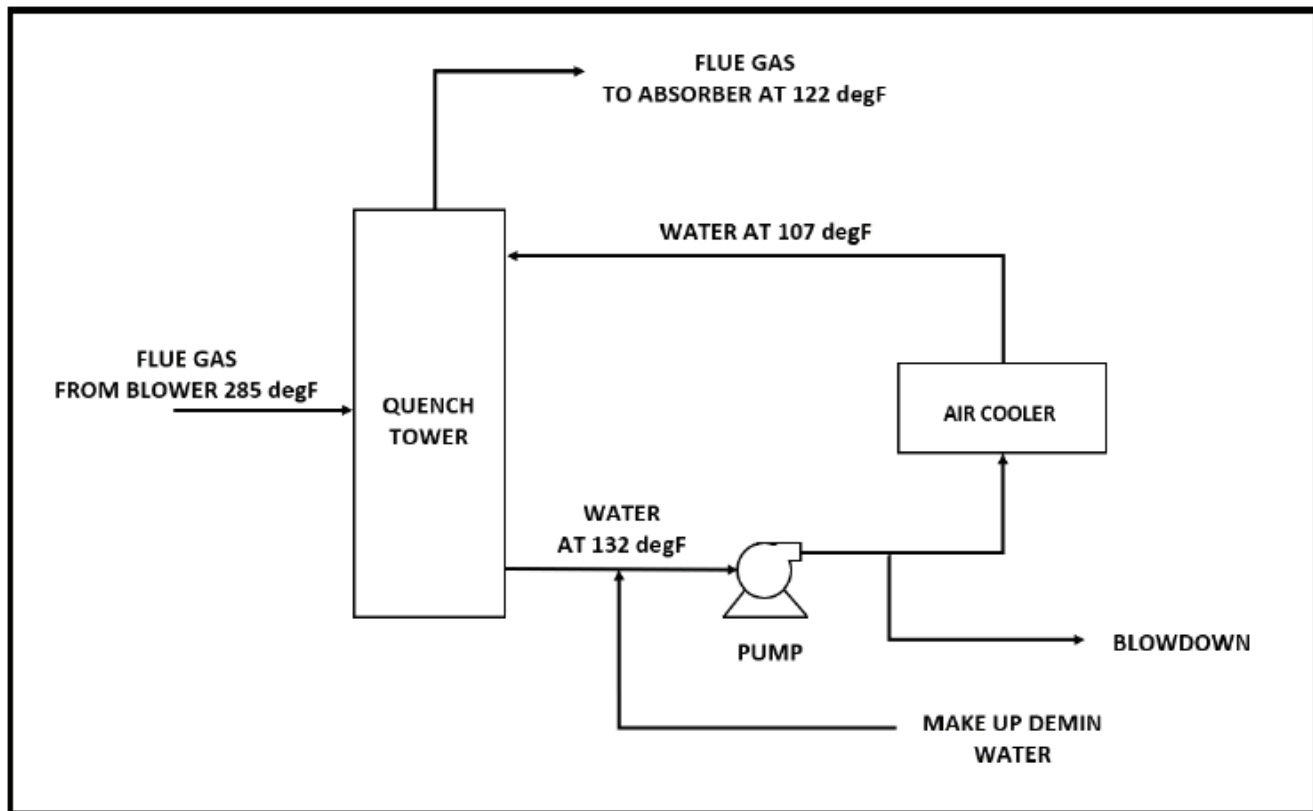 FLUE GAS
TO ABSORBER AT 122 degF
WATER AT 107 degF
FLUE GAS
FROM BLOWER 285 degF
QUENCH
TOWER
AIR COOLER
WATER
AT 132 degF
PUMP
BLOWDOWN
MAKE UP DEMIN
WATER